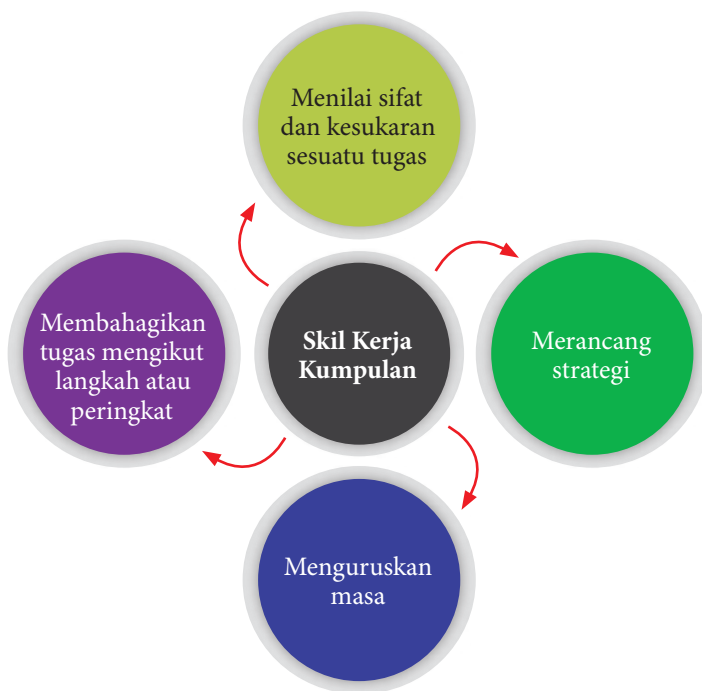 Menilai sifat
dan kesukaran
sesuatu tugas
Membahagikan
tugas mengikut
langkah atau
peringkat
Skil Kerja
Kumpulan
Merancang
strategi
Menguruskan
masa